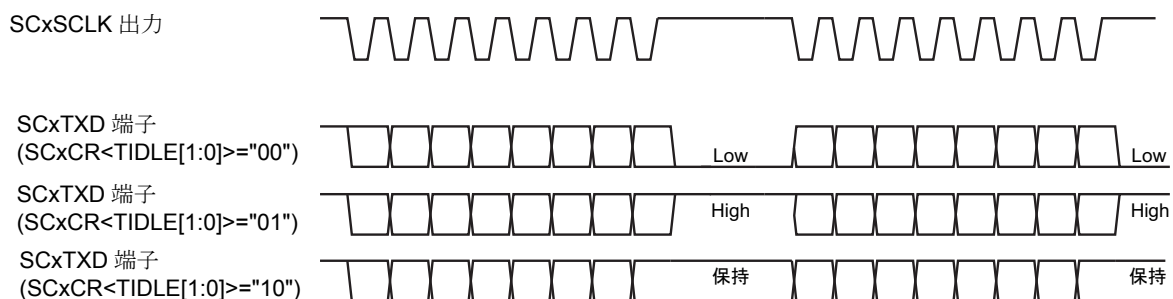 SCxSCLK 出力
SCxTXD 端子
(SCxCR<TIDLE[1:0]>="00")
Low
Low
SCxTXD 端子
(SCxCR<TIDLE[1:0]>="01")
High
High
SCxTXD 端子
(SCxCR<TIDLE[1:0]>="10")
保持
保持